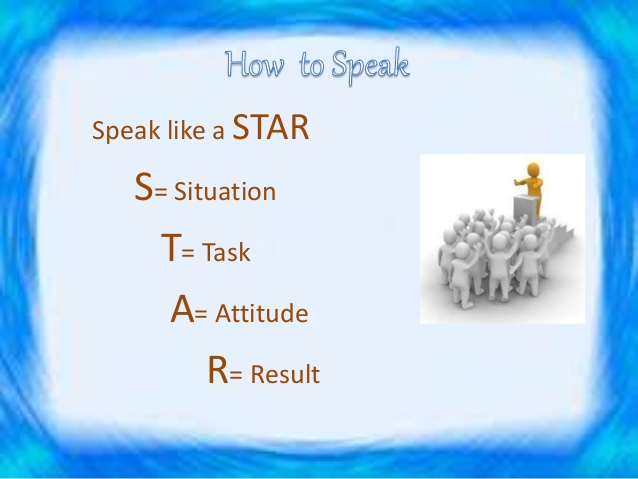 How to Speak
Speak like a STAR
S= Situation
T= Task
A= Attitude
R= Result